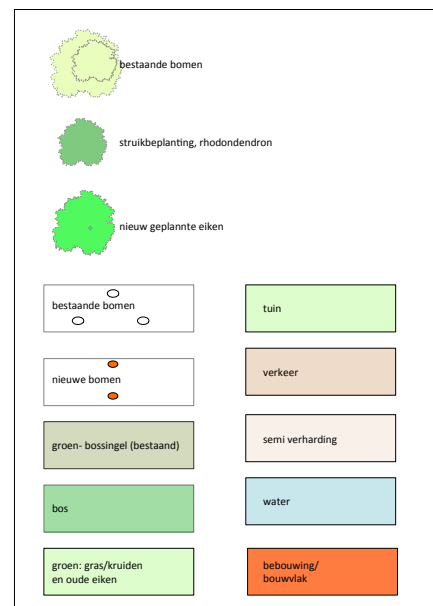 bestaande bomen
struikbeplanting, rhodondendron
nieuw geplannte eiken
bestaande bomen
nieuwe bomen
groen- bossingel (bestaand)
bos
groen: gras/kruiden
en oude eiken
tuin
verkeer
semi verharding
water
bebouwing/
bouwvlak